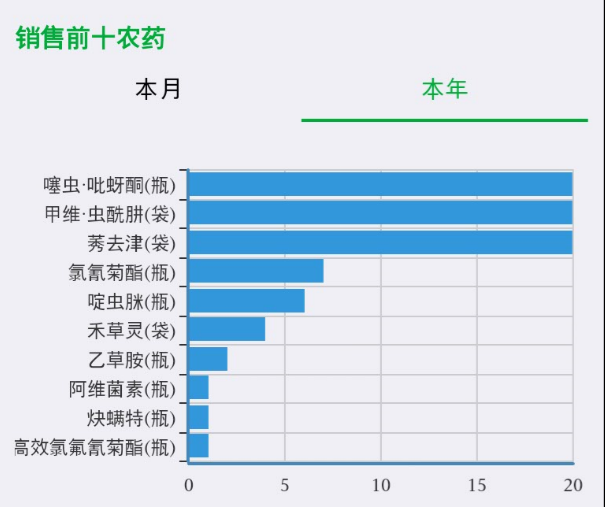 销售前十农药
本月
本年
噻虫·吡蚜酮(瓶)
甲维·虫酰肼(袋)
莠去津(袋)
氯氰菊酯(瓶)
啶虫脒(瓶)
禾草灵(袋)
乙草胺(瓶)
阿维菌素(瓶)
炔螨特(瓶)
高效氯氟氰菊酯(瓶)
0 5 10 15 20